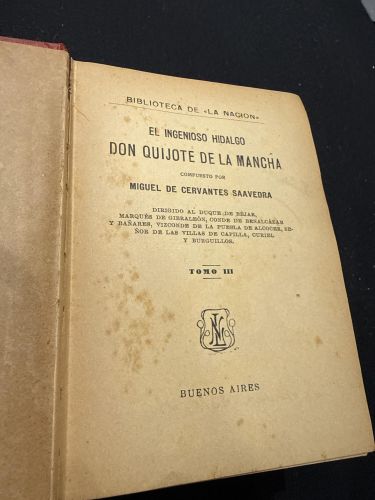 BIBLIOTECA DE «LA NACION»
EL INGENIOSO HIDALGO
DON QUIJOTE DE LA MANCHA
COMPUESTO POR
MIGUEL DE CERVANTES SAAVEDRA
DIRIGIDO AL DUQUE DE BÉJAR,
MARQUÉS DE GIBRALEÓN, CONDE DE BENALCÁZAR
Y BAÑARES, VIZCONDE DE LA PUEBLA DE ALCOCER, SE-
ÑOR DE LAS VILLAS DE CAPILLA, CURIEL
Y BURGUILLOS.
TOMO III
LN
BUENOS AIRES